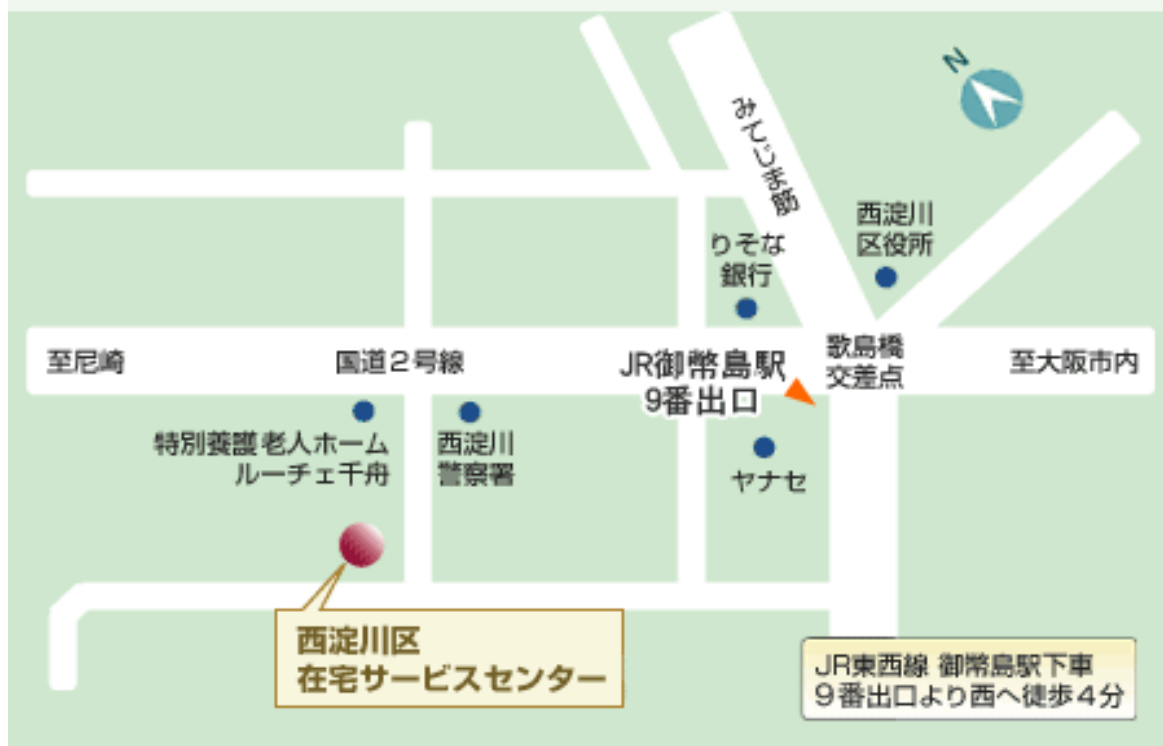 N
みてじま筋
西淀川
区役所
りそな
銀行
至尼崎
国道2号線
JR御幣島駅
9番出口
歌島橋
交差点
至大阪市内
特別養護老人ホーム
ルーチェ千舟
西淀川
警察署
ヤナセ
西淀川区
在宅サービスセンター
JR東西線 御幣島駅下車
9番出口より西へ徒歩4分